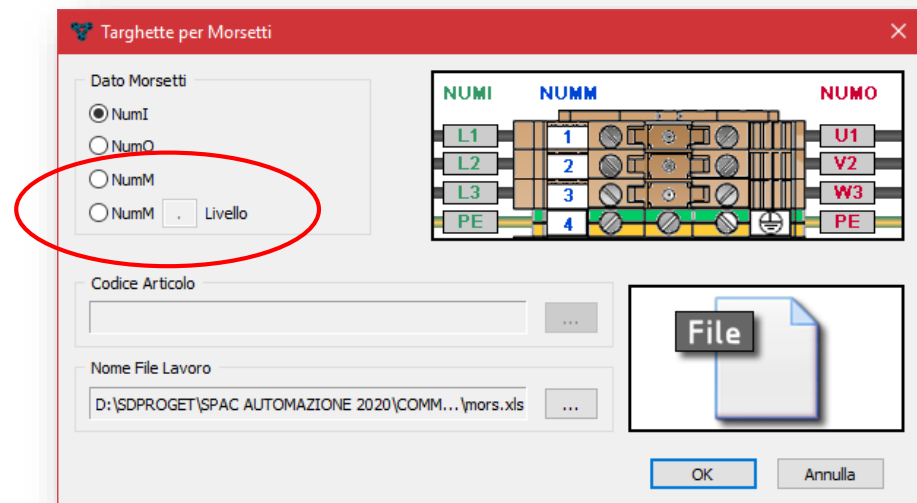 Targhette per Morsetti
Dato Morsetti
NumI
NumO
NumM
NumM . Livello
NUMI NUMM NUMO
L1 1 U1
L2 2 V2
L3 3 W3
PE 4 PE
Codice Articolo
...
File
Nome File Lavoro
D:\SDPROGET\SPAC AUTOMAZIONE 2020\COMM...\mors.xls ...
OK Annulla